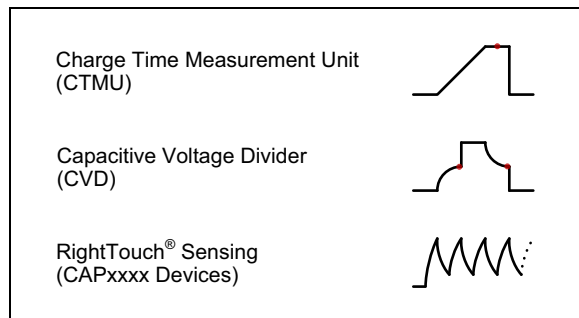 Charge Time Measurement Unit
(CTMU)
Capacitive Voltage Divider
(CVD)
RightTouch® Sensing
(CAPxxxx Devices)